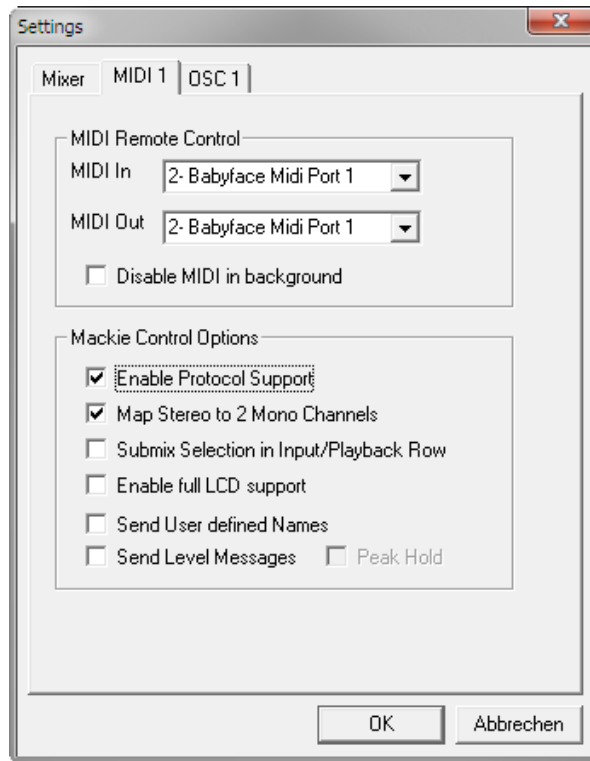 Settings
Mixer MIDI 1 OSC 1
MIDI Remote Control
MIDI In 2- Babyface Midi Port 1
MIDI Out 2- Babyface Midi Port 1
Disable MIDI in background
Mackie Control Options
Enable Protocol Support
Map Stereo to 2 Mono Channels
Submix Selection in Input/Playback Row
Enable full LCD support
Send User defined Names
Send Level Messages Peak Hold
OK Abbrechen